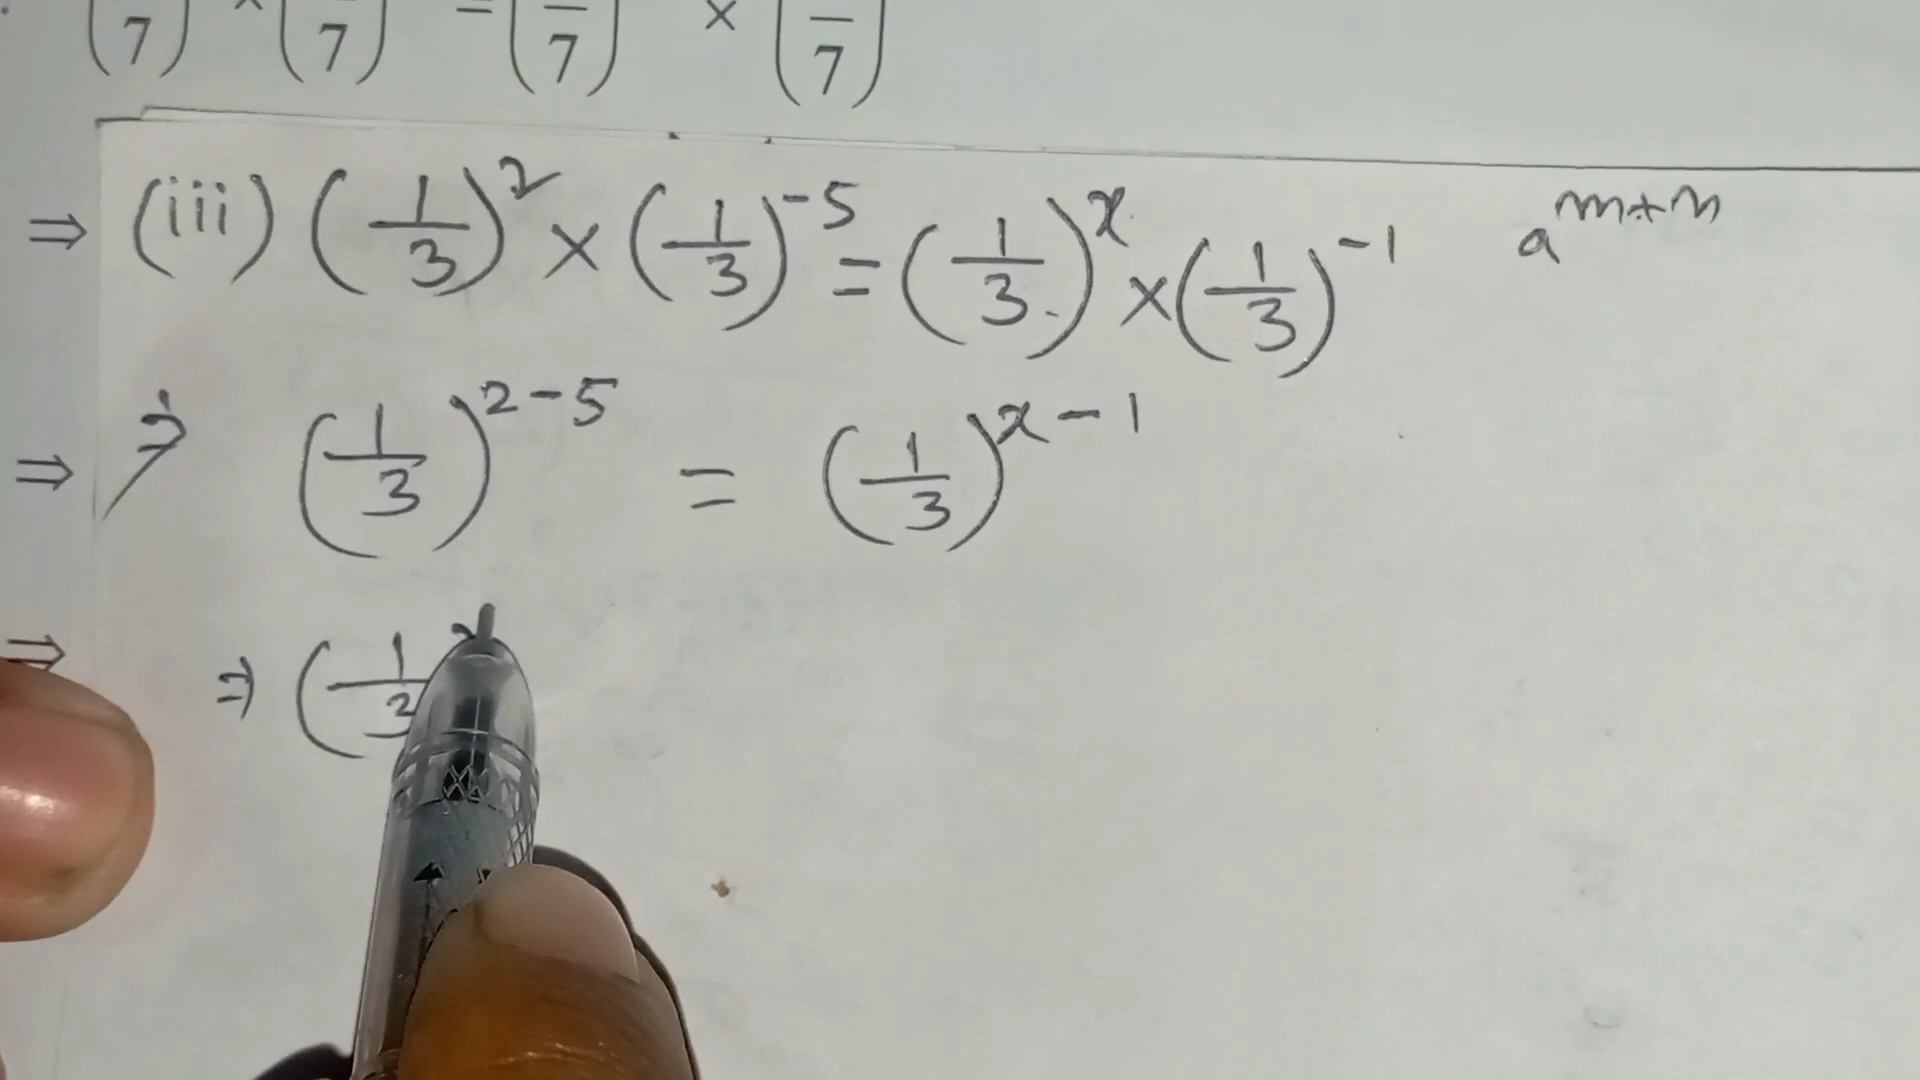 (7) × (7) = (7) × (7)
⇒ (iii) (1/3)^2 × (1/3)^-5 = (1/3)^x × (1/3)^-1 a^m+n
⇒ ⇒ (1/3)^2-5 = (1/3)^x-1
⇒ ⇒ (1/3